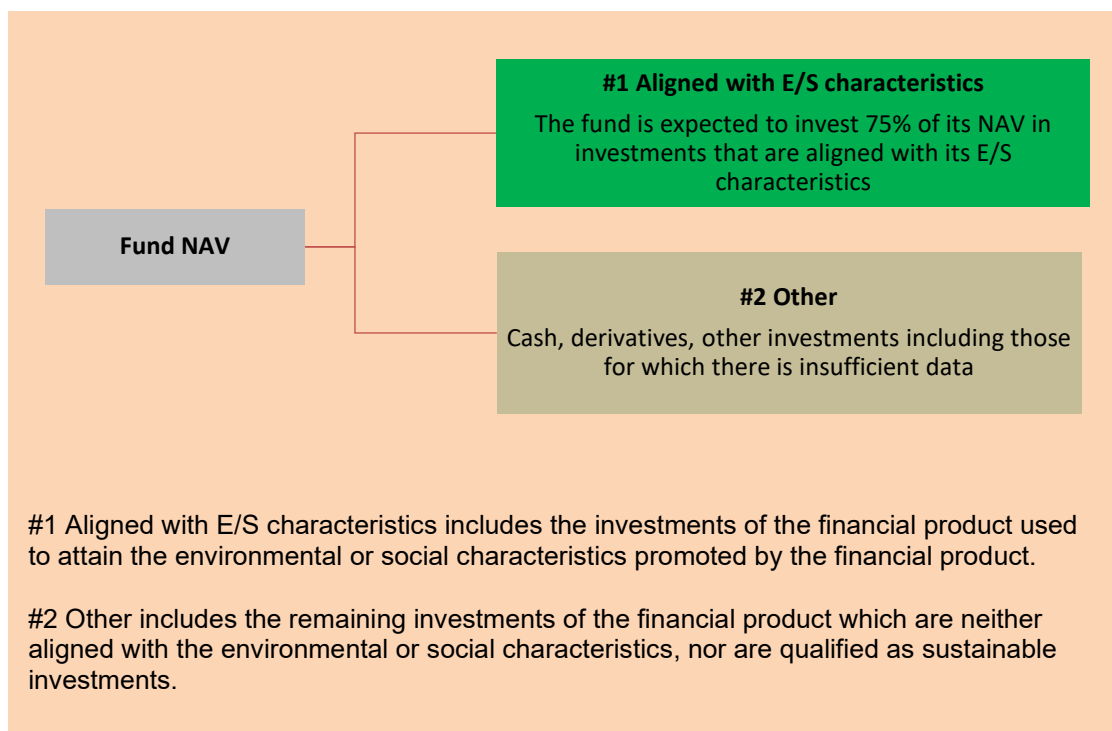 #1 Aligned with E/S characteristics
The fund is expected to invest 75% of its NAV in
investments that are aligned with its E/S
characteristics
Fund NAV
#2 Other
Cash, derivatives, other investments including those
for which there is insufficient data
#1 Aligned with E/S characteristics includes the investments of the financial product used
to attain the environmental or social characteristics promoted by the financial product.
#2 Other includes the remaining investments of the financial product which are neither
aligned with the environmental or social characteristics, nor are qualified as sustainable
investments.